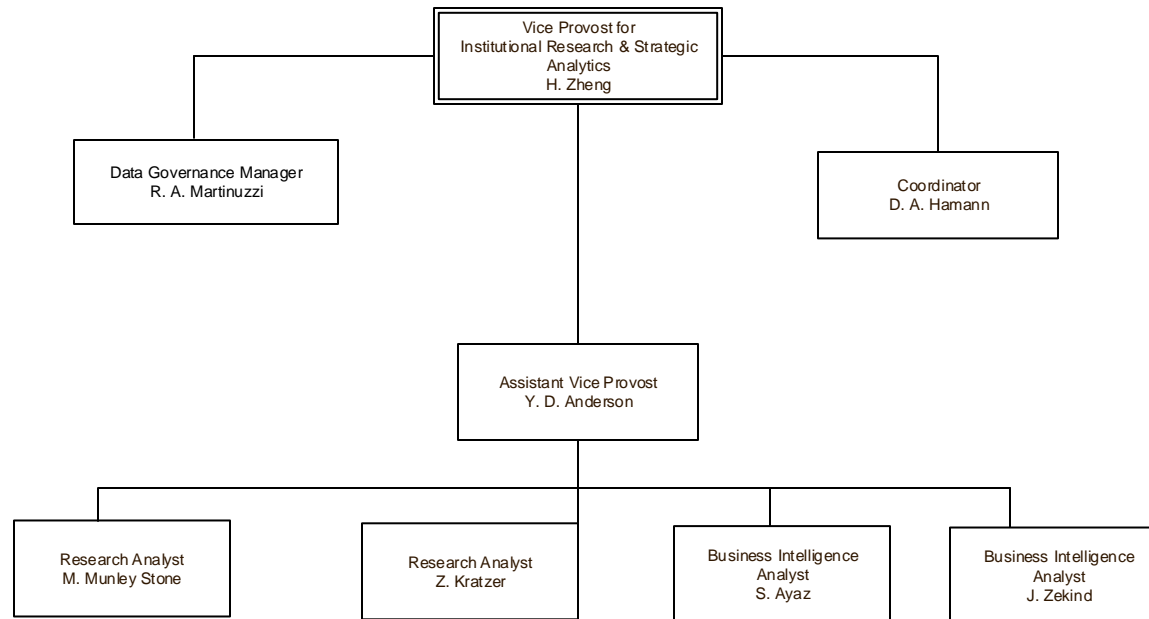 Vice Provost for
Institutional Research & Strategic
Analytics
H. Zheng
Data Governance Manager
R. A. Martinuzzi
Coordinator
D. A. Hamann
Assistant Vice Provost
Y. D. Anderson
Research Analyst
M. Munley Stone
Research Analyst
Z. Kratzer
Business Intelligence
Analyst
S. Ayaz
Business Intelligence
Analyst
J. Zekind